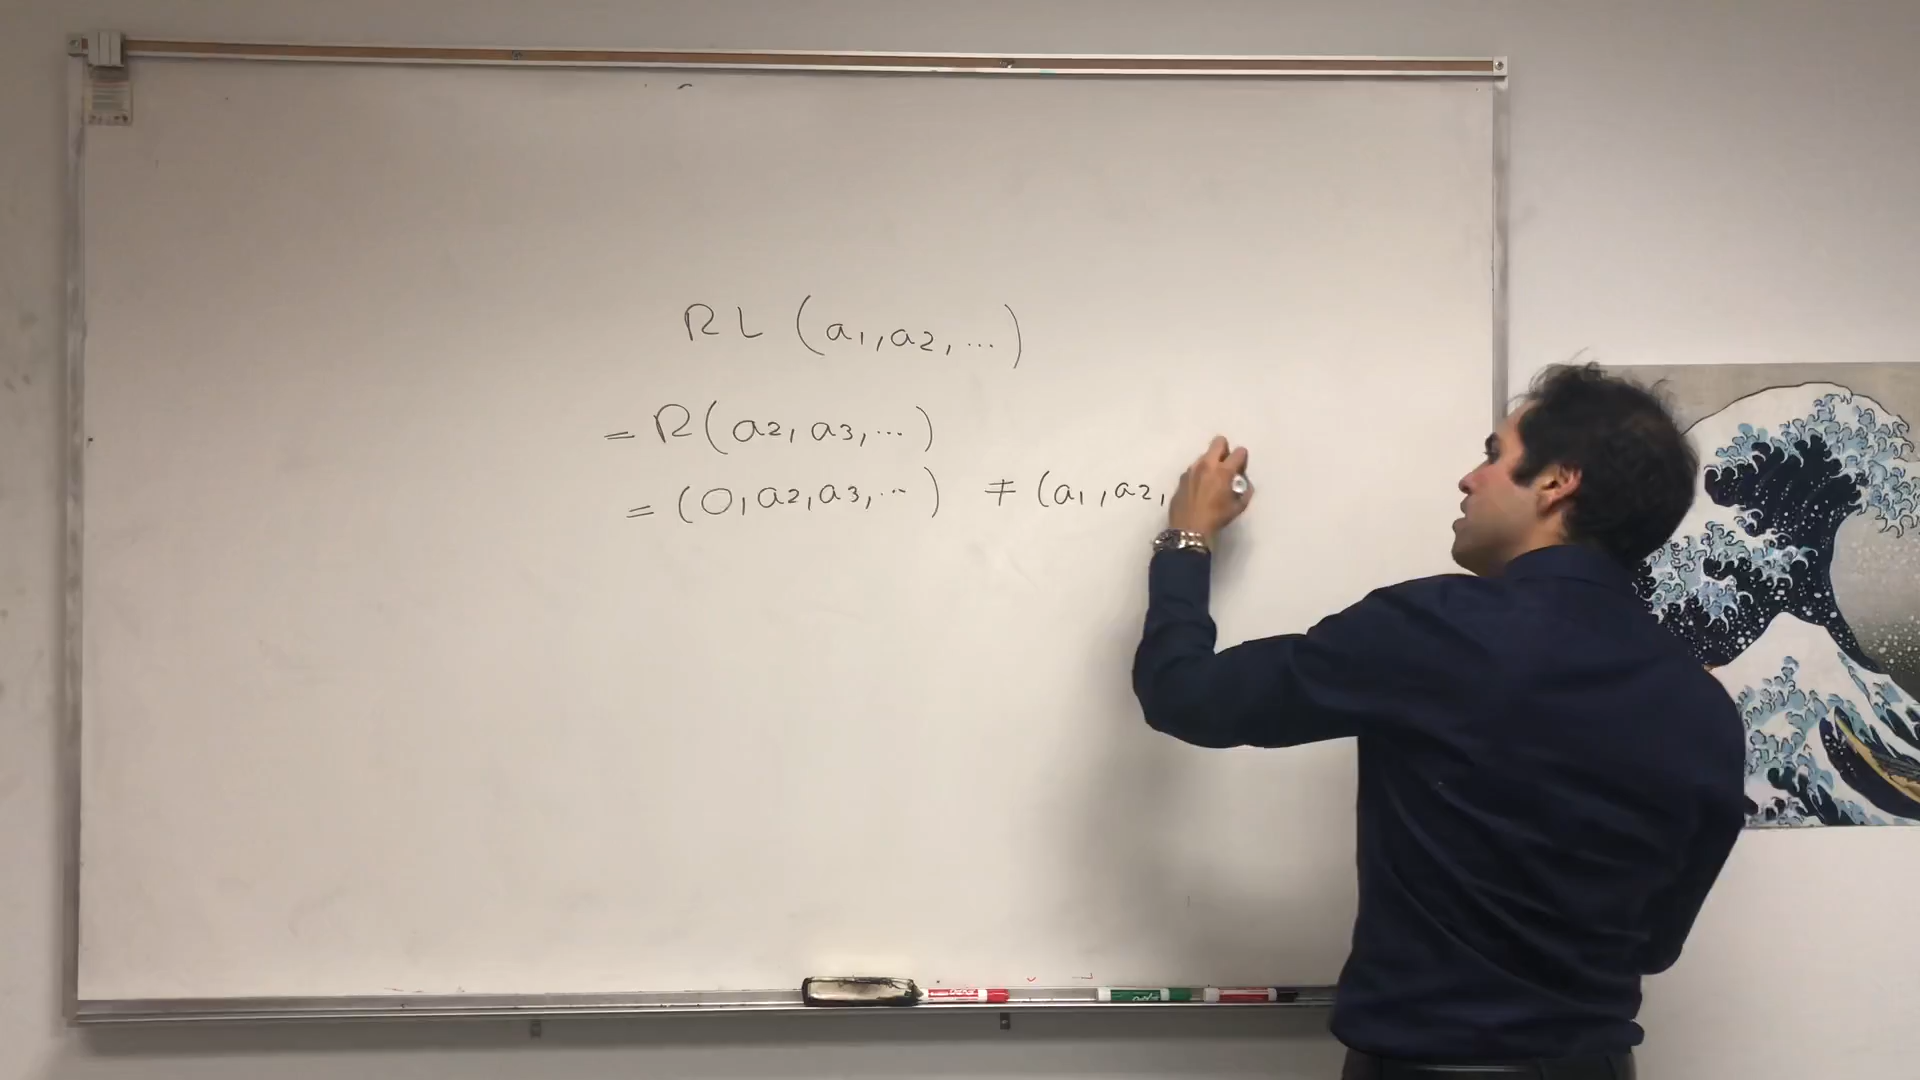 RL (a1, a2, ...)
= R(a2, a3, ...)
= (0, a2, a3, ...) ≠ (a1, a2,